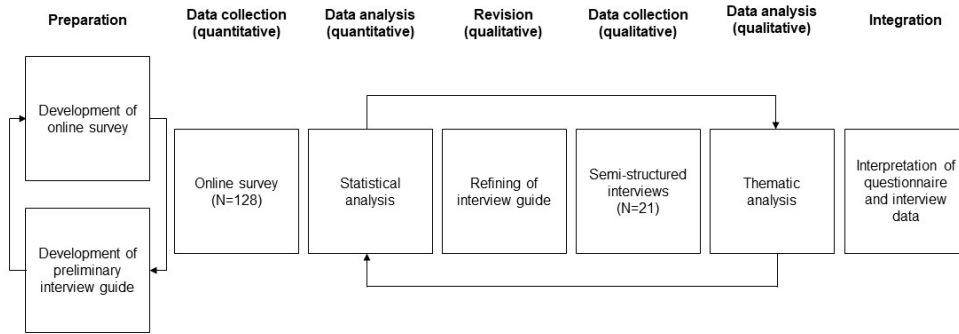 Preparation
Data collection
(quantitative)
Data analysis
(quantitative)
Revision
(qualitative)
Data collection
(qualitative)
Data analysis
(qualitative)
Integration
Development of
online survey
Development of
preliminary
interview guide
Online survey
(N=128)
Statistical
analysis
Refining of
interview guide
Semi-structured
interviews
(N=21)
Thematic
analysis
Interpretation of
questionnaire
and interview
data